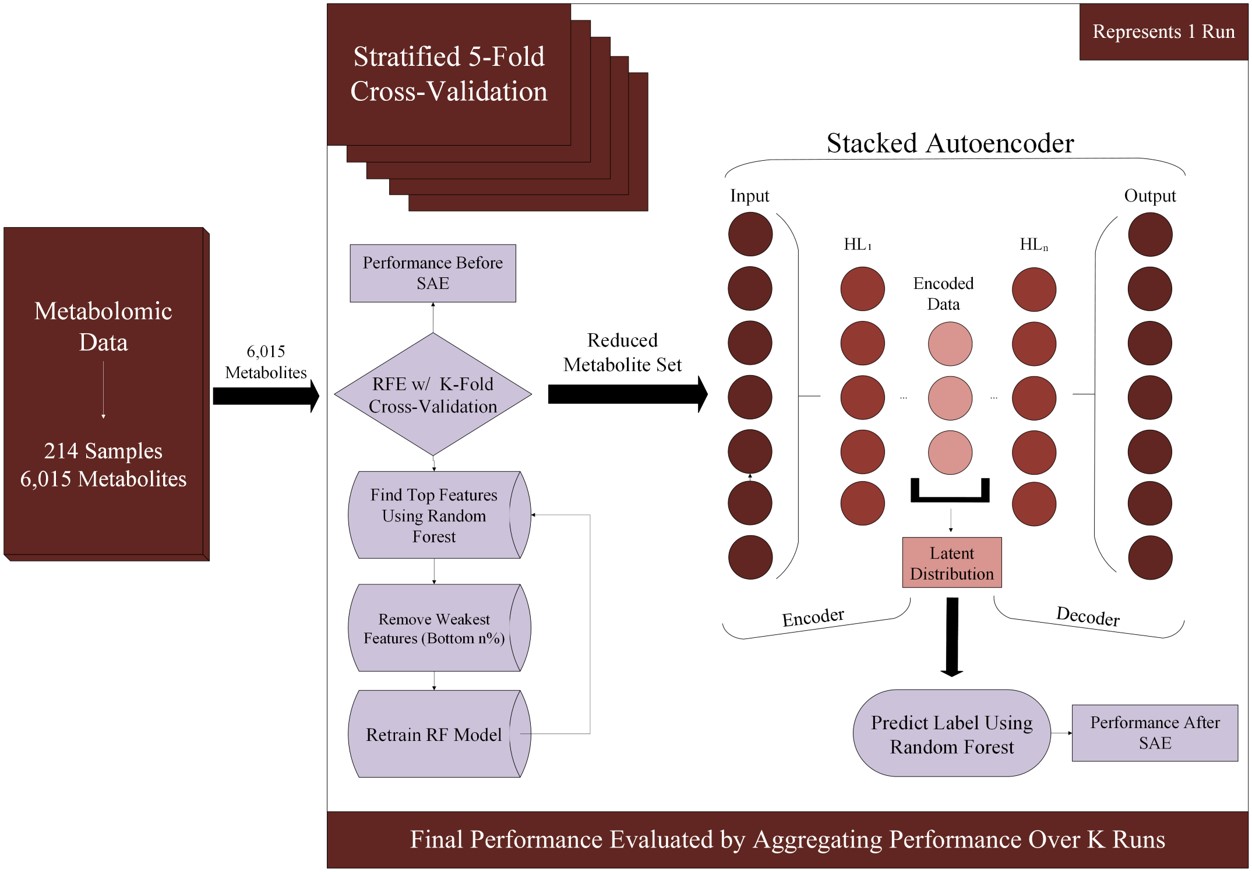 Stratified 5-Fold
Cross-Validation
Represents 1 Run
Metabolomic
Data
214 Samples
6,015 Metabolites
6,015
Metabolites
Performance Before
SAE
RFE w/ K-Fold
Cross-Validation
Find Top Features
Using Random
Forest
Remove Weakest
Features (Bottom n%)
Retrain RF Model
Reduced
Metabolite Set
Stacked Autoencoder
Input
Output
HL₁
HLₙ
Encoded
Data
...
...
Latent
Distribution
Encoder
Decoder
Predict Label Using
Random Forest
Performance After
SAE
Final Performance Evaluated by Aggregating Performance Over K Runs